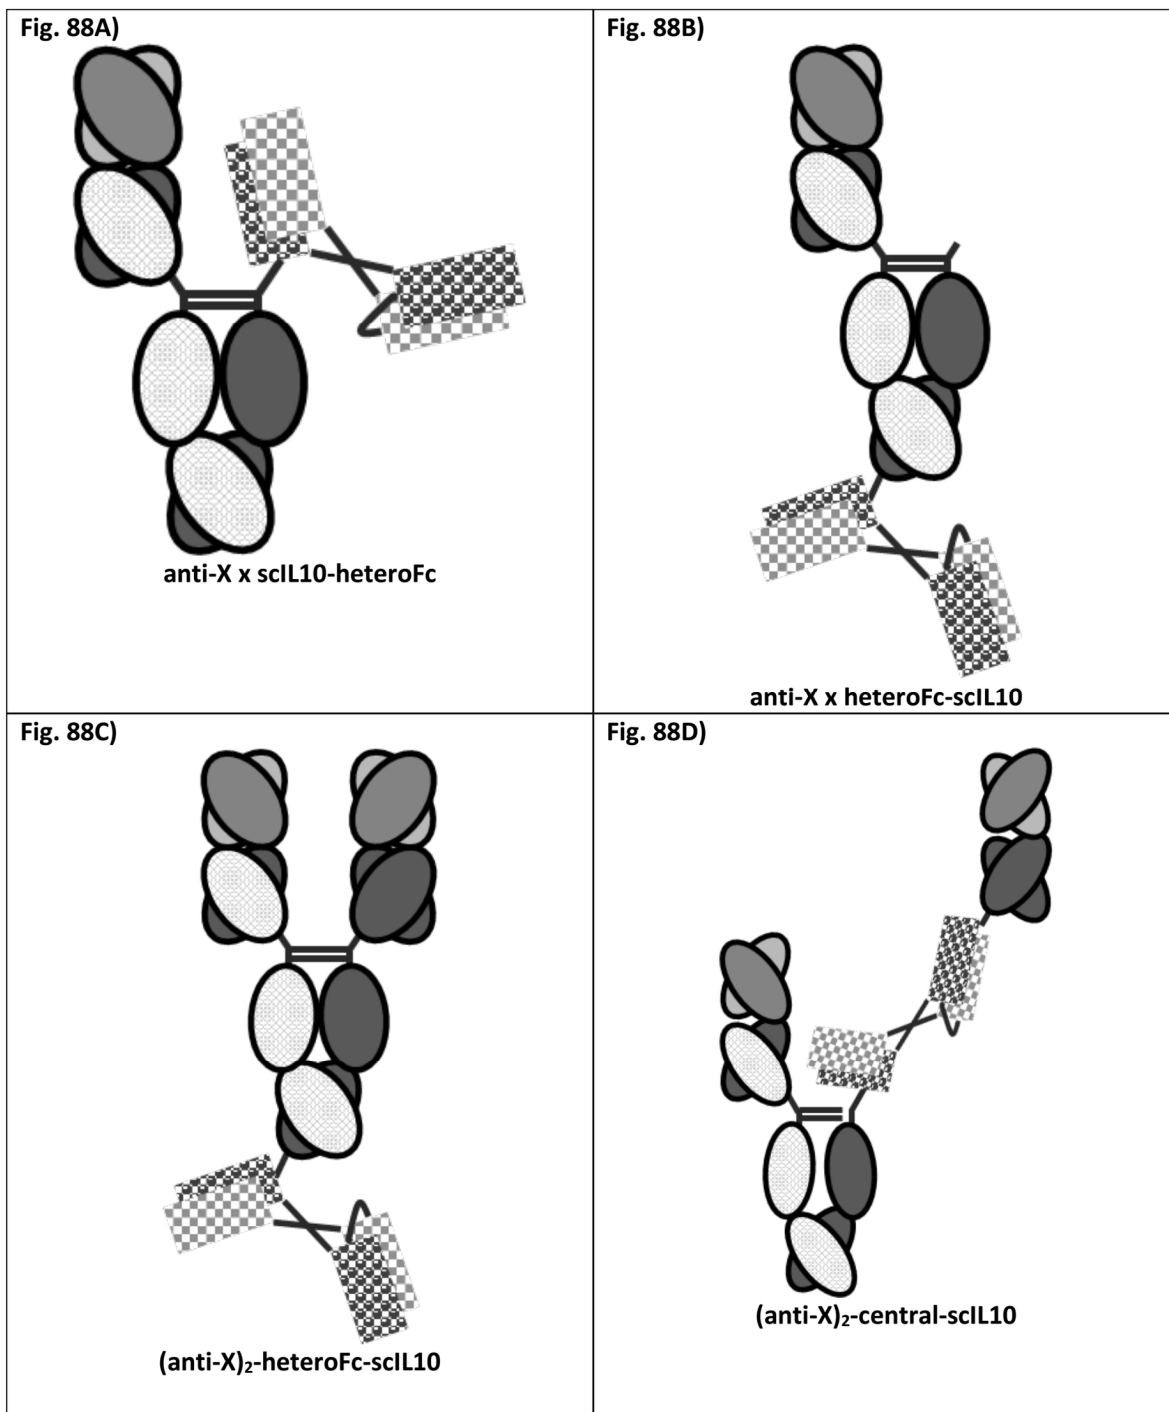 Fig. 88A)
anti-X x scIL10-heteroFc
Fig. 88B)
anti-X x heteroFc-scIL10
Fig. 88C)
(anti-X)₂-heteroFc-scIL10
Fig. 88D)
(anti-X)₂-central-scIL10